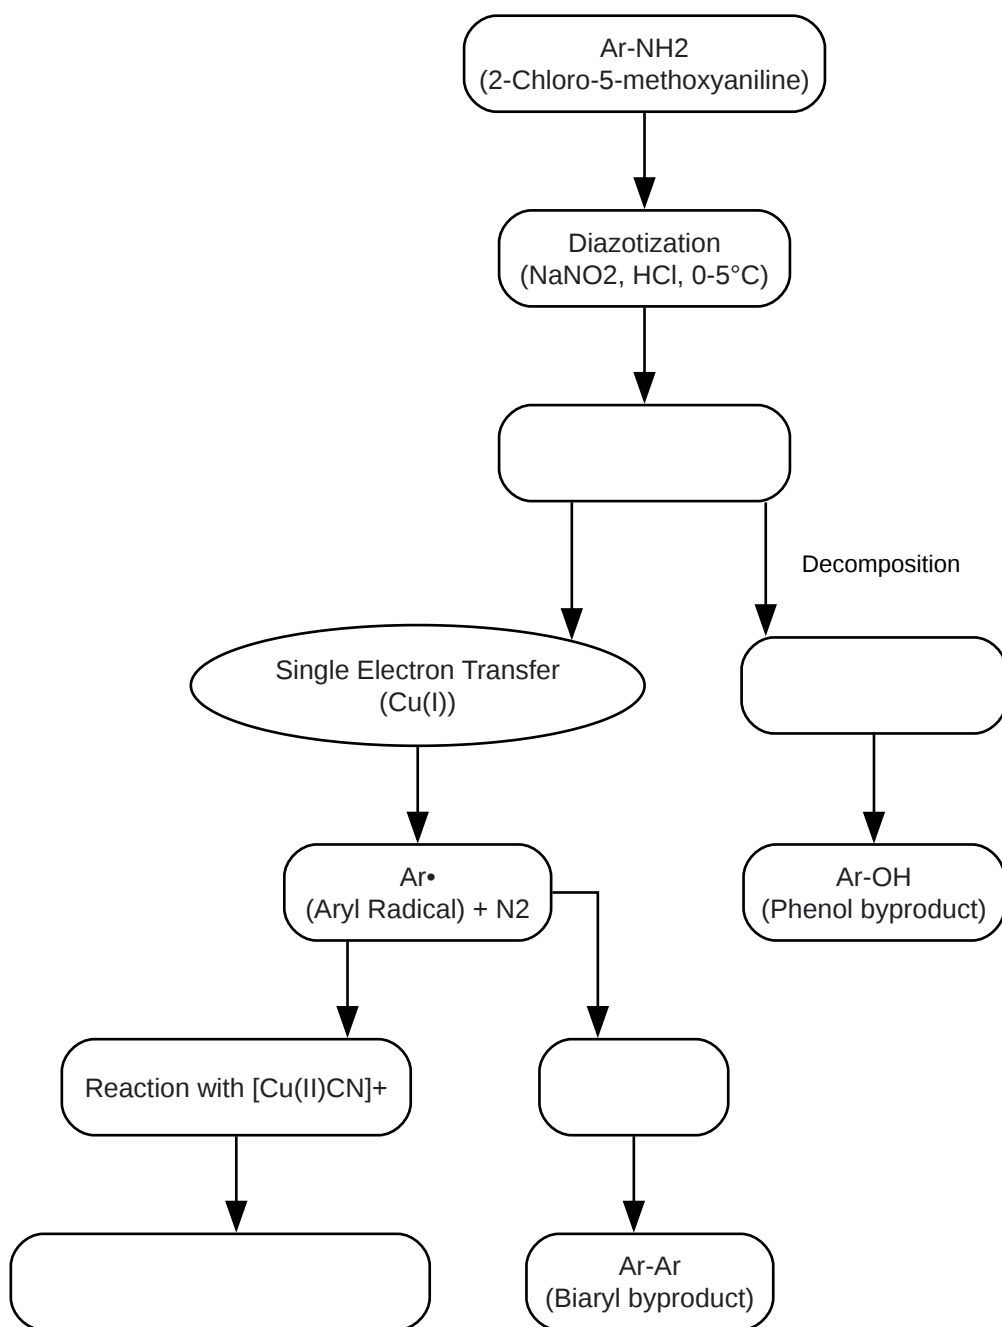 Ar-NH2
(2-Chloro-5-methoxyaniline)
Diazotization
(NaNO2, HCl, 0-5°C)
Decomposition
Single Electron Transfer
(Cu(I))
Ar•
(Aryl Radical) + N2
Ar-OH
(Phenol byproduct)
Reaction with [Cu(II)CN]+
Ar-Ar
(Biaryl byproduct)